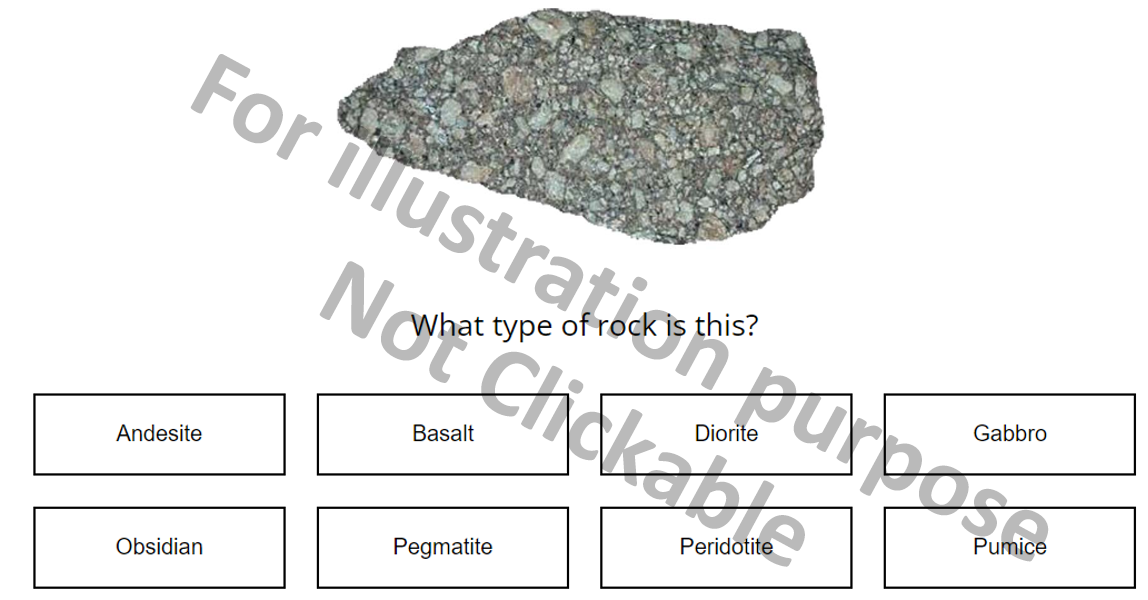 For illustration purpose
Not Clickable
What type of rock is this?
Andesite
Basalt
Diorite
Gabbro
Obsidian
Pegmatite
Peridotite
Pumice